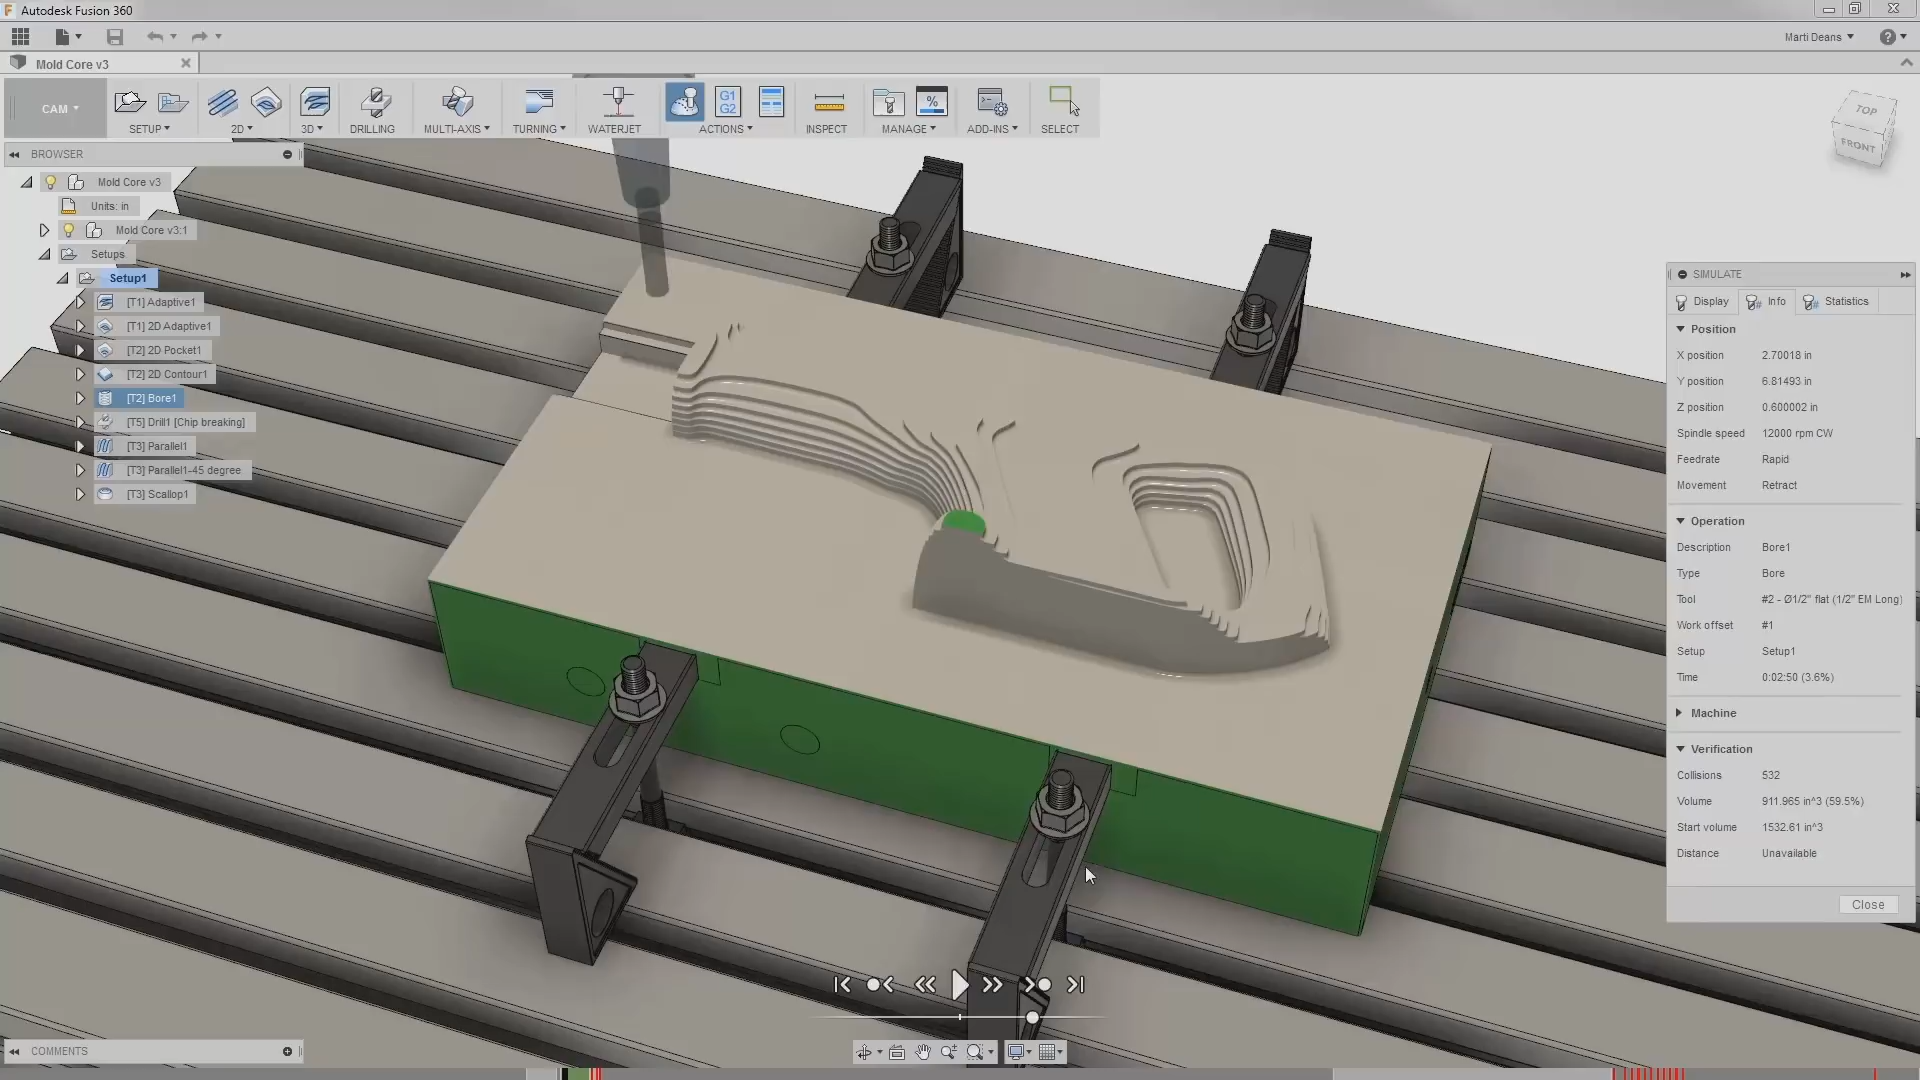 Autodesk Fusion 360
Marti Deans
Mold Core v3
CAM
SETUP
2D
3D
DRILLING
MULTI-AXIS
TURNING
WATERJET
G1
G2
ACTIONS
INSPECT
%
MANAGE
ADD-INS
SELECT
TOP
FRONT
BROWSER
Mold Core v3
Units: in
Mold Core v3:1
Setups
Setup1
[T1] Adaptive1
[T1] 2D Adaptive1
[T2] 2D Pocket1
[T2] 2D Contour1
[T2] Bore1
[T5] Drill1 [Chip breaking]
[T3] Parallel1
[T3] Parallel1-45 degree
[T3] Scallop1
SIMULATE
Display Info Statistics
Position
X position 2.70018 in
Y position 6.81493 in
Z position 0.600002 in
Spindle speed 12000 rpm CW
Feedrate Rapid
Movement Retract
Operation
Description Bore1
Type Bore
Tool #2 - Ø1/2" flat (1/2" EM Long)
Work offset #1
Setup Setup1
Time 0:02:50 (3.6%)
Machine
Verification
Collisions 532
Volume 911.965 in^3 (59.5%)
Start volume 1532.61 in^3
Distance Unavailable
Close
COMMENTS